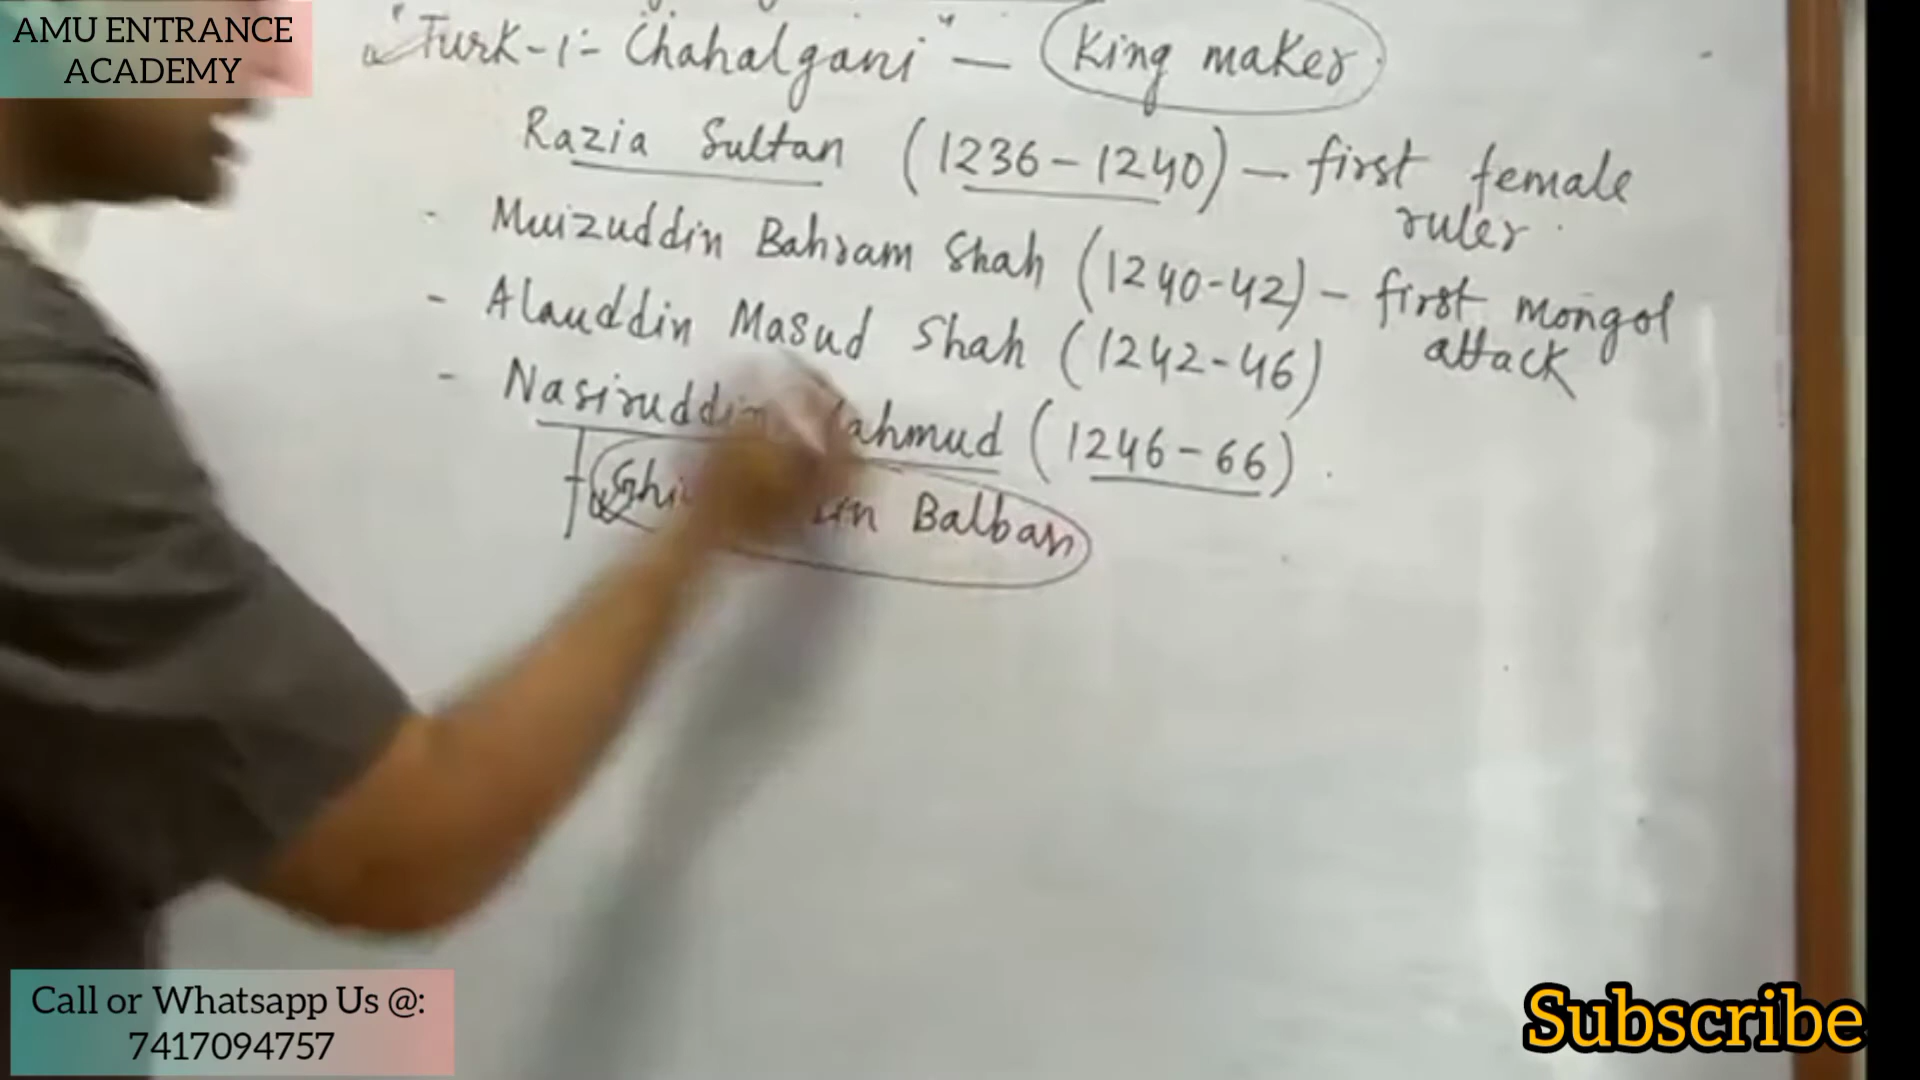 AMU ENTRANCE
ACADEMY
"Turk-i:- Chahalgani" — King maker
Razia Sultan (1236-1240) - first female
ruler
- Muizuddin Bahram Shah (1240-42) - first mongol
attack
- Alauddin Masud Shah (1242-46)
- Nasiruddin (1246-66)
Balban
Call or Whatsapp Us @:
7417094757
Subscribe